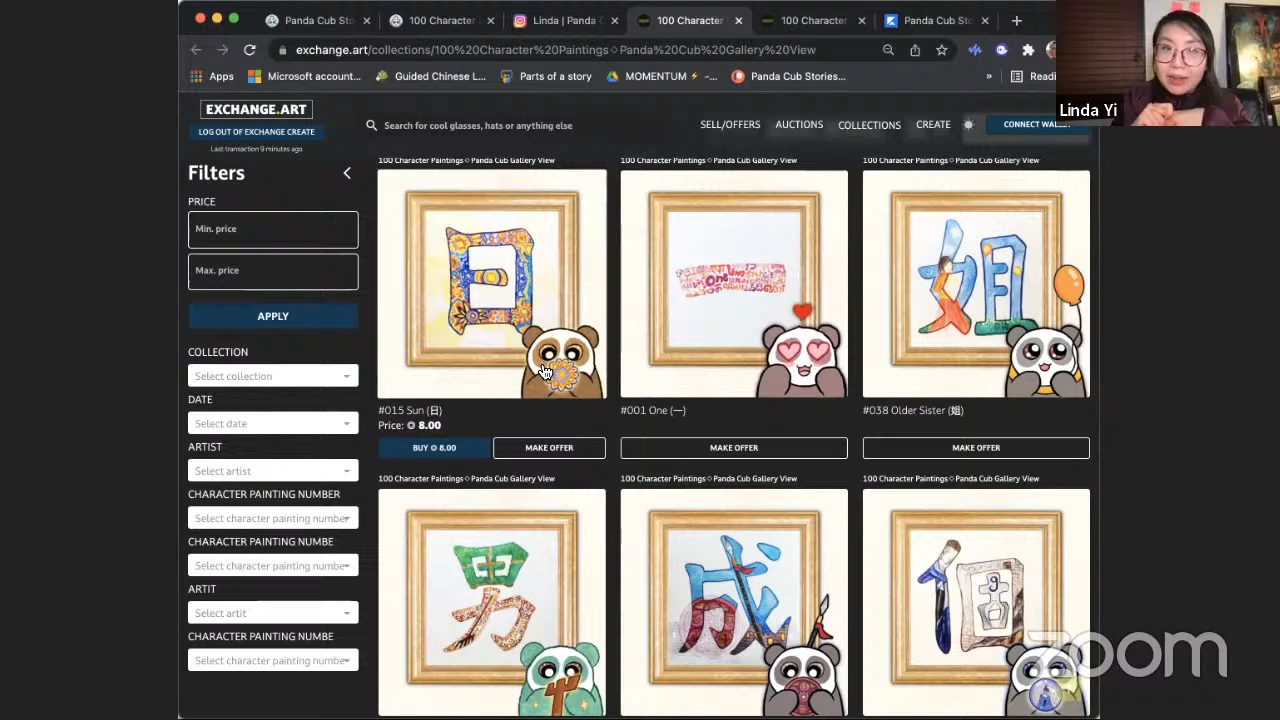 Panda Cub Sto
100 Character
Linda | Panda C
100 Character
100 Character
Panda Cub Sto
exchange.art/collections/100%20Character%20Paintings◇Panda%20Cub%20Gallery%20View
Apps
Microsoft account...
Guided Chinese L...
Parts of a story
MOMENTUM ⚡ -...
Panda Cub Stories...
»
Readi
Linda Yi
EXCHANGE.ART
LOG OUT OF EXCHANGE CREATE
Last transaction 9 minutes ago
Search for cool glasses, hats or anything else
SELL/OFFERS
AUCTIONS
COLLECTIONS
CREATE
CONNECT WALLET
Filters
PRICE
Min. price
Max. price
APPLY
COLLECTION
Select collection
DATE
Select date
ARTIST
Select artist
CHARACTER PAINTING NUMBER
Select character painting number
CHARACTER PAINTING NUMBE
Select character painting numbe
ARTIT
Select artit
CHARACTER PAINTING NUMBE
Select character painting numbe
100 Character Paintings◇Panda Cub Gallery View
100 Character Paintings◇Panda Cub Gallery View
100 Character Paintings◇Panda Cub Gallery View
日
One
姐
#015 Sun (日)
Price: ◎ 8.00
BUY ◎ 8.00
MAKE OFFER
#001 One (一)
MAKE OFFER
#038 Older Sister (姐)
MAKE OFFER
100 Character Paintings◇Panda Cub Gallery View
100 Character Paintings◇Panda Cub Gallery View
100 Character Paintings◇Panda Cub Gallery View
男
成
個
zoom